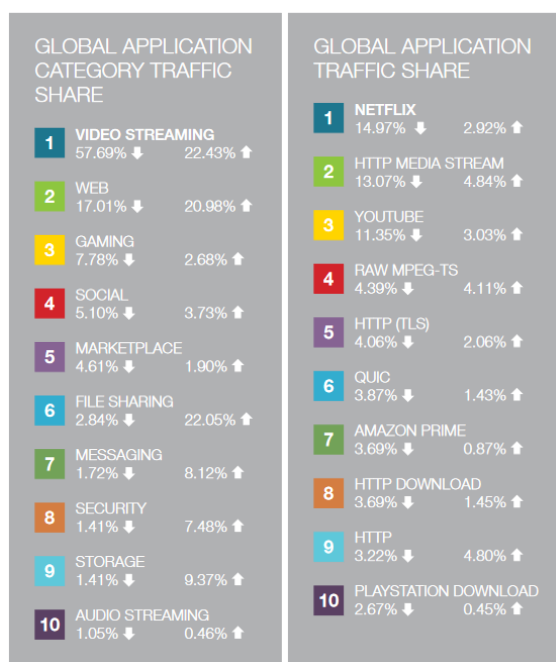 GLOBAL APPLICATION
CATEGORY TRAFFIC
SHARE
1 VIDEO STREAMING
57.69% ⬇ 22.43% ⬆
2 WEB
17.01% ⬇ 20.98% ⬆
3 GAMING
7.78% ⬇ 2.68% ⬆
4 SOCIAL
5.10% ⬇ 3.73% ⬆
5 MARKETPLACE
4.61% ⬇ 1.90% ⬆
6 FILE SHARING
2.84% ⬇ 22.05% ⬆
7 MESSAGING
1.72% ⬇ 8.12% ⬆
8 SECURITY
1.41% ⬇ 7.48% ⬆
9 STORAGE
1.41% ⬇ 9.37% ⬆
10 AUDIO STREAMING
1.05% ⬇ 0.46% ⬆
GLOBAL APPLICATION
TRAFFIC SHARE
1 NETFLIX
14.97% ⬇ 2.92% ⬆
2 HTTP MEDIA STREAM
13.07% ⬇ 4.84% ⬆
3 YOUTUBE
11.35% ⬇ 3.03% ⬆
4 RAW MPEG-TS
4.39% ⬇ 4.11% ⬆
5 HTTP (TLS)
4.06% ⬇ 2.06% ⬆
6 QUIC
3.87% ⬇ 1.43% ⬆
7 AMAZON PRIME
3.69% ⬇ 0.87% ⬆
8 HTTP DOWNLOAD
3.69% ⬇ 1.45% ⬆
9 HTTP
3.22% ⬇ 4.80% ⬆
10 PLAYSTATION DOWNLOAD
2.67% ⬇ 0.45% ⬆